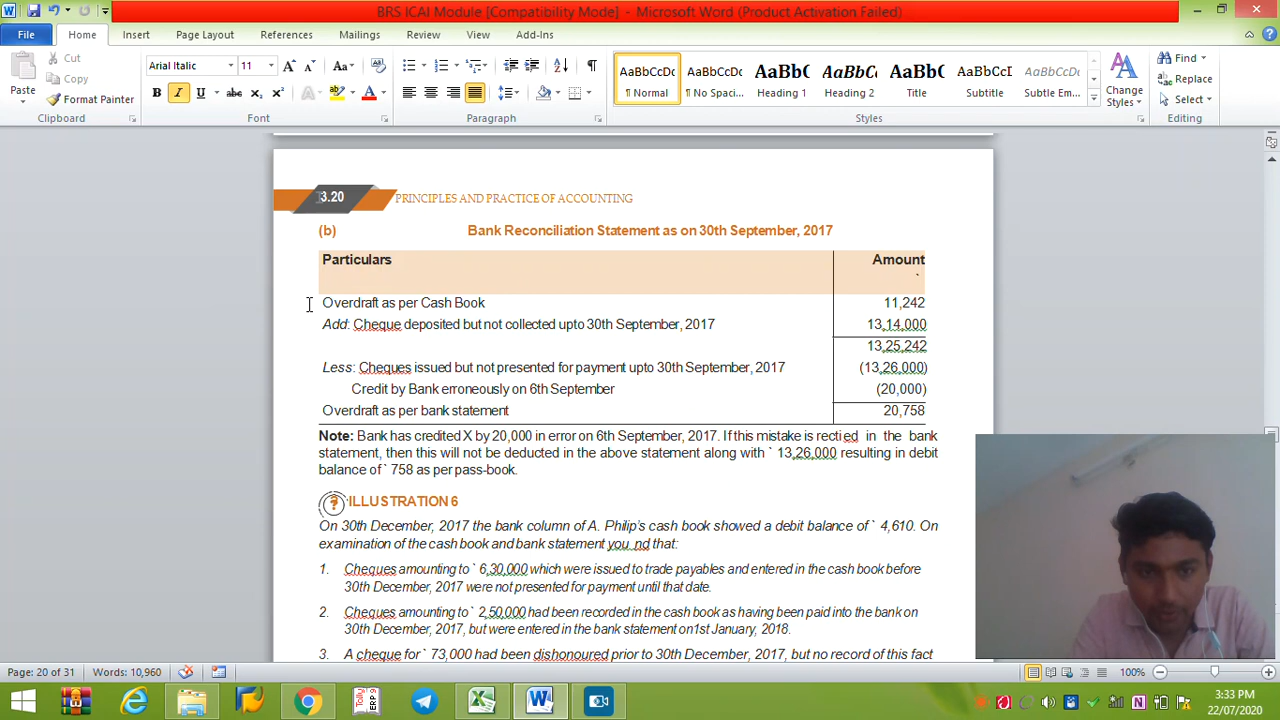 BRS ICAI Module [Compatibility Mode] - Microsoft Word (Product Activation Failed)
File Home Insert Page Layout References Mailings Review View Add-Ins
Paste Cut Copy Format Painter
Arial Italic 11
AaBbCcDc AaBbCcDc AaBbC AaBbCc AaBbC AaBbCcD AaBbCcDc
¶ Normal ¶ No Spaci... Heading 1 Heading 2 Title Subtitle Subtle Em...
Change Styles
Find Replace Select
Clipboard Font Paragraph Styles Editing
3.20 PRINCIPLES AND PRACTICE OF ACCOUNTING
(b) Bank Reconciliation Statement as on 30th September, 2017
Particulars Amount
`
Overdraft as per Cash Book 11,242
Add: Cheque deposited but not collected upto 30th September, 2017 13,14,000
13,25,242
Less: Cheques issued but not presented for payment upto 30th September, 2017 (13,26,000)
Credit by Bank erroneously on 6th September (20,000)
Overdraft as per bank statement 20,758
Note: Bank has credited X by 20,000 in error on 6th September, 2017. If this mistake is recti ed in the bank
statement, then this will not be deducted in the above statement along with ` 13,26,000 resulting in debit
balance of ` 758 as per pass-book.
? ILLUSTRATION 6
On 30th December, 2017 the bank column of A. Philip's cash book showed a debit balance of ` 4,610. On
examination of the cash book and bank statement you nd that:
1. Cheques amounting to ` 6,30,000 which were issued to trade payables and entered in the cash book before
30th December, 2017 were not presented for payment until that date.
2. Cheques amounting to ` 2,50,000 had been recorded in the cash book as having been paid into the bank on
30th December, 2017, but were entered in the bank statement on1st January, 2018.
3. A cheque for ` 73,000 had been dishonoured prior to 30th December, 2017, but no record of this fact
Page: 20 of 31 Words: 10,960 100%
3:33 PM
22/07/2020